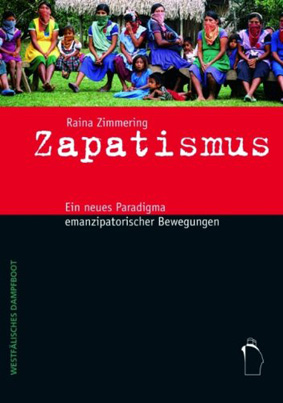 Raina Zimmering
Zapatismus
Ein neues Paradigma
emanzipatorischer Bewegungen
WESTFÄLISCHES DAMPFBOOT